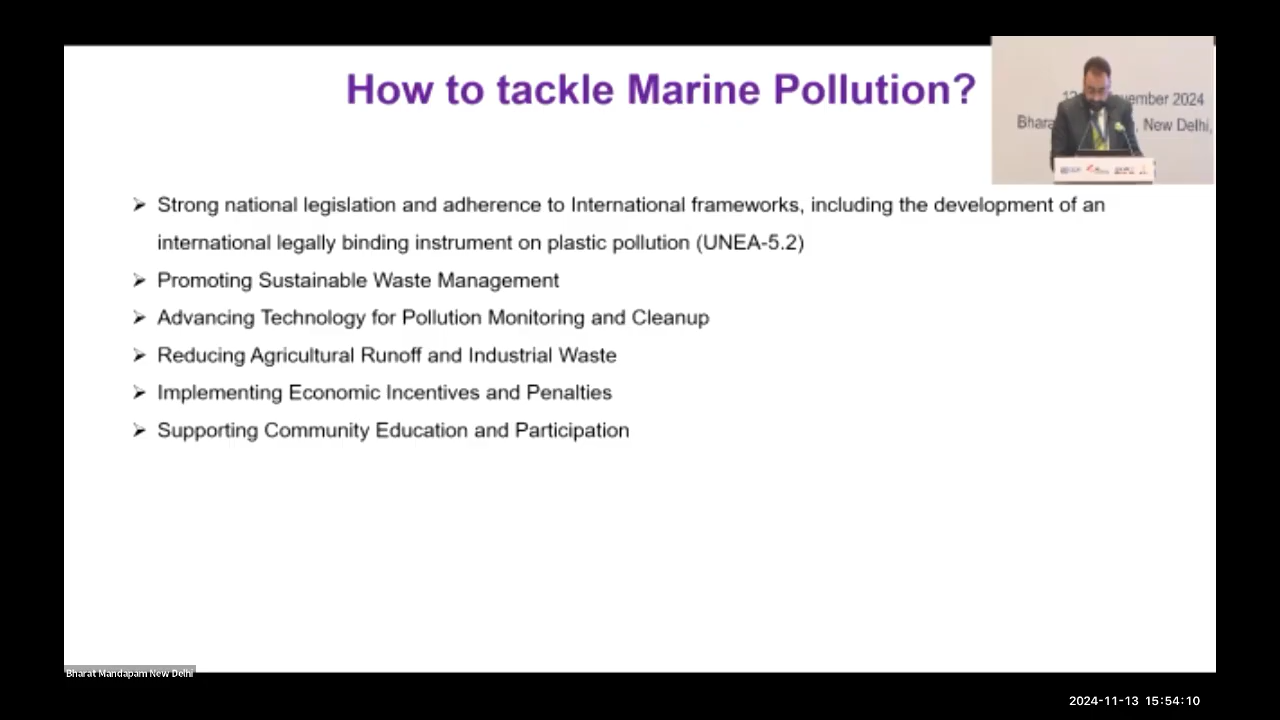 How to tackle Marine Pollution?
vember 2024
Bhara
, New Delhi,
➢ Strong national legislation and adherence to International frameworks, including the development of an
international legally binding instrument on plastic pollution (UNEA-5.2)
➢ Promoting Sustainable Waste Management
➢ Advancing Technology for Pollution Monitoring and Cleanup
➢ Reducing Agricultural Runoff and Industrial Waste
➢ Implementing Economic Incentives and Penalties
➢ Supporting Community Education and Participation
Bharat Mandapam New Delhi
2024-11-13 15:54:10